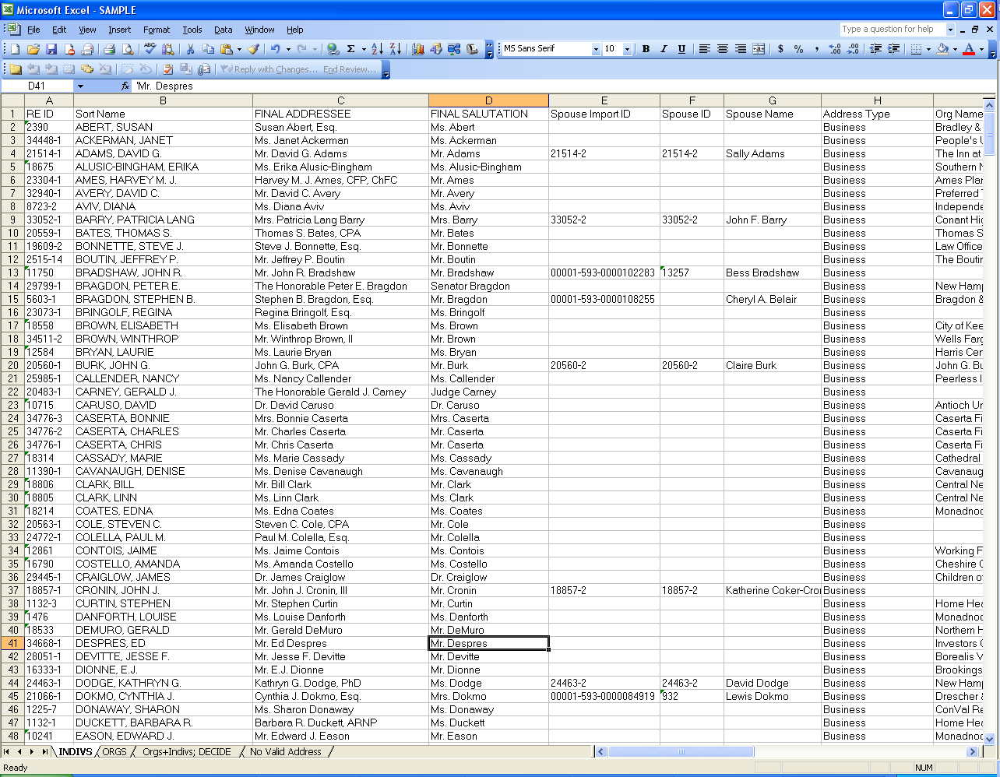 Microsoft Excel - SAMPLE
File Edit View Insert Format Tools Data Window Help Type a question for help
MS Sans Serif 10 B I U $ % ,
Reply with Changes... End Review...
D41 fx 'Mr. Despres
A B C D E F G H I
1 RE ID Sort Name FINAL ADDRESSEE FINAL SALUTATION Spouse Import ID Spouse ID Spouse Name Address Type Org Name
2 2390 ABERT, SUSAN Susan Abert, Esq. Ms. Abert Business Bradley &
3 34448-1 ACKERMAN, JANET Ms. Janet Ackerman Ms. Ackerman Business People's U
4 21514-1 ADAMS, DAVID G. Mr. David G. Adams Mr. Adams 21514-2 21514-2 Sally Adams Business The Inn at
5 18675 ALUSIC-BINGHAM, ERIKA Ms. Erika Alusic-Bingham Ms. Alusic-Bingham Business Southern N
6 23304-1 AMES, HARVEY M. J. Harvey M. J. Ames, CFP, ChFC Mr. Ames Business Ames Plan
7 32940-1 AVERY, DAVID C. Mr. David C. Avery Mr. Avery Business Preferred
8 8723-2 AVIV, DIANA Ms. Diana Aviv Ms. Aviv Business Independe
9 33052-1 BARRY, PATRICIA LANG Mrs. Patricia Lang Barry Mrs. Barry 33052-2 33052-2 John F. Barry Business Conant Hig
10 20559-1 BATES, THOMAS S. Thomas S. Bates, CPA Mr. Bates Business Thomas S
11 19609-2 BONNETTE, STEVE J. Steve J. Bonnette, Esq. Mr. Bonnette Business Law Office
12 2515-14 BOUTIN, JEFFREY P. Mr. Jeffrey P. Boutin Mr. Boutin Business The Boutin
13 11750 BRADSHAW, JOHN R. Mr. John R. Bradshaw Mr. Bradshaw 00001-593-0000102283 13257 Bess Bradshaw Business
14 29799-1 BRAGDON, PETER E. The Honorable Peter E. Bragdon Senator Bragdon Business New Hamp
15 5603-1 BRAGDON, STEPHEN B. Stephen B. Bragdon, Esq. Mr. Bragdon 00001-593-0000108255 Cheryl A. Belair Business Bragdon &
16 23073-1 BRINGOLF, REGINA Regina Bringolf, Esq. Ms. Bringolf Business
17 18558 BROWN, ELISABETH Ms. Elisabeth Brown Ms. Brown Business City of Kee
18 34511-2 BROWN, WINTHROP Mr. Winthrop Brown, II Mr. Brown Business Wells Farg
19 12584 BRYAN, LAURIE Ms. Laurie Bryan Ms. Bryan Business Harris Cen
20 20560-1 BURK, JOHN G. John G. Burk, CPA Mr. Burk 20560-2 20560-2 Claire Burk Business John G. Bu
21 25985-1 CALLENDER, NANCY Ms. Nancy Callender Ms. Callender Business Peerless I
22 20483-1 CARNEY, GERALD J. The Honorable Gerald J. Carney Judge Carney Business
23 10715 CARUSO, DAVID Dr. David Caruso Dr. Caruso Business Antioch Un
24 34776-3 CASERTA, BONNIE Mrs. Bonnie Caserta Mrs. Caserta Business Caserta Fi
25 34776-2 CASERTA, CHARLES Mr. Charles Caserta Mr. Caserta Business Caserta Fi
26 34776-1 CASERTA, CHRIS Mr. Chris Caserta Mr. Caserta Business Caserta Fi
27 18314 CASSADY, MARIE Ms. Marie Cassady Ms. Cassady Business Cathedral
28 11390-1 CAVANAUGH, DENISE Ms. Denise Cavanaugh Ms. Cavanaugh Business Cavanaug
29 18806 CLARK, BILL Mr. Bill Clark Mr. Clark Business Central Ne
30 18805 CLARK, LINN Ms. Linn Clark Ms. Clark Business Central Ne
31 18214 COATES, EDNA Ms. Edna Coates Ms. Coates Business Monadnoc
32 20563-1 COLE, STEVEN C. Steven C. Cole, CPA Mr. Cole Business
33 24772-1 COLELLA, PAUL M. Paul M. Colella, Esq. Mr. Colella Business
34 12861 CONTOIS, JAIME Ms. Jaime Contois Ms. Contois Business Working F
35 16790 COSTELLO, AMANDA Ms. Amanda Costello Ms. Costello Business Cheshire C
36 29445-1 CRAIGLOW, JAMES Dr. James Craiglow Dr. Craiglow Business Children of
37 18857-1 CRONIN, JOHN J. Mr. John J. Cronin, III Mr. Cronin 18857-2 18857-2 Katherine Coker-Cron Business
38 1132-3 CURTIN, STEPHEN Mr. Stephen Curtin Mr. Curtin Business Home Hea
39 1476 DANFORTH, LOUISE Ms. Louise Danforth Ms. Danforth Business Monadnoc
40 18533 DEMURO, GERALD Mr. Gerald DeMuro Mr. DeMuro Business Northern H
41 34668-1 DESPRES, ED Mr. Ed Despres Mr. Despres Business Investors C
42 28051-1 DEVITTE, JESSE F. Mr. Jesse F. Devitte Mr. Devitte Business Borealis V
43 16333-1 DIONNE, E.J. Mr. E.J. Dionne Mr. Dionne Business Brookings
44 24463-1 DODGE, KATHRYN G. Kathryn G. Dodge, PhD Ms. Dodge 24463-2 24463-2 David Dodge Business New Hamp
45 21066-1 DOKMO, CYNTHIA J. Cynthia J. Dokmo, Esq. Mrs. Dokmo 00001-593-0000084919 932 Lewis Dokmo Business Drescher &
46 1225-7 DONAWAY, SHARON Ms. Sharon Donaway Ms. Donaway Business ConVal Re
47 1132-1 DUCKETT, BARBARA R. Barbara R. Duckett, ARNP Ms. Duckett Business Home Hea
48 10241 EASON, EDWARD J. Mr. Edward J. Eason Mr. Eason Business Monadnoc
INDIVS ORGS Orgs+Indivs; DECIDE No Valid Address
Ready NUM